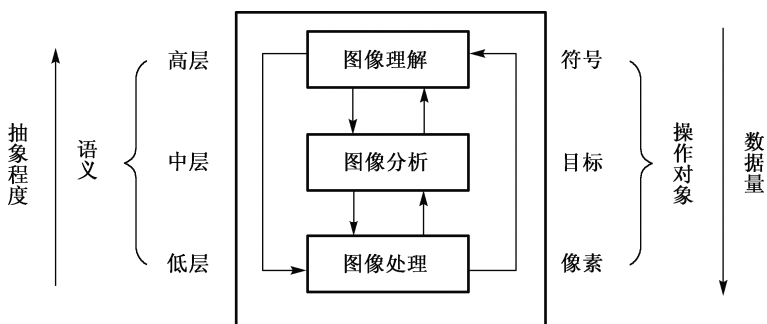 抽象程度
语义
高层
中层
低层
图像理解
图像分析
图像处理
符号
目标
像素
操作对象
数据量